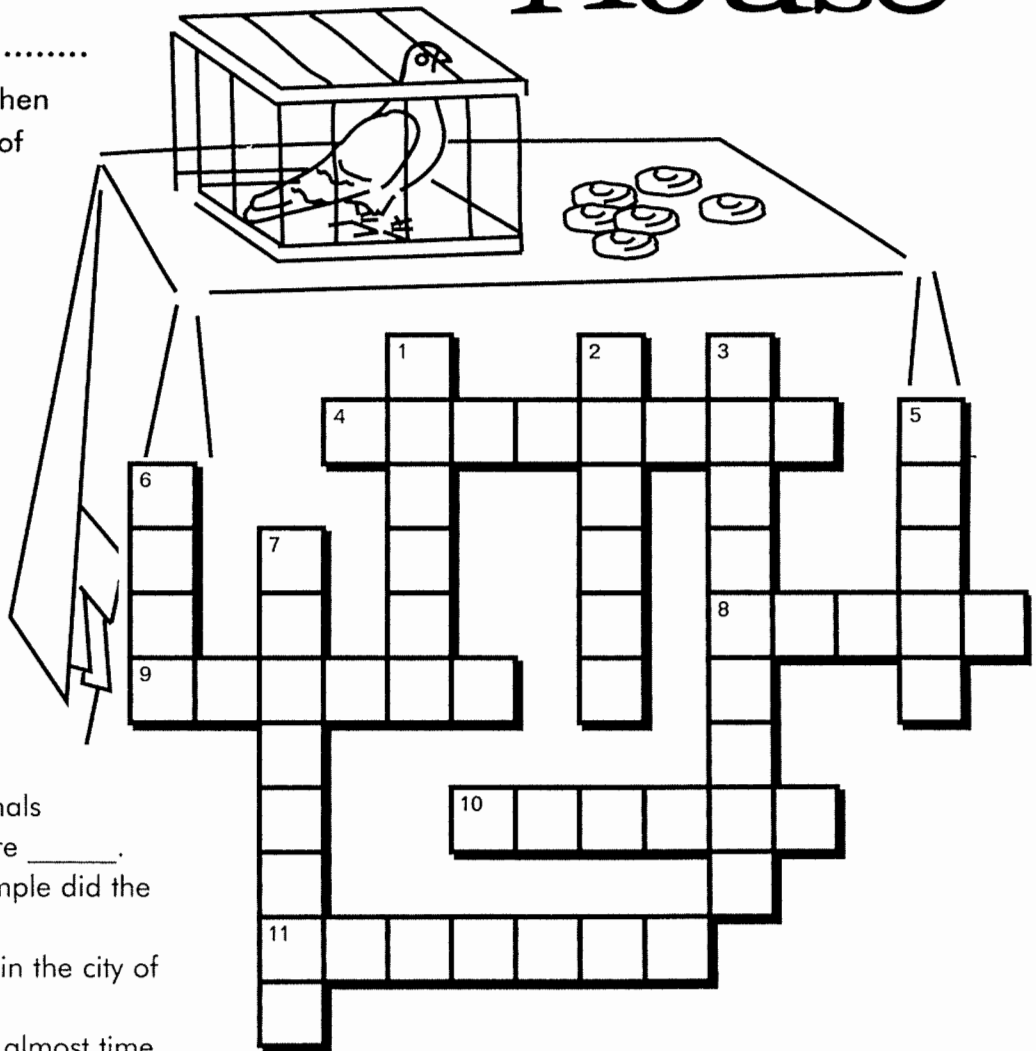 House
.........
hen
of
1 2 3
4 5
6
7
8
9
10
11
nals
re ______.
mple did the
in the city of
almost time